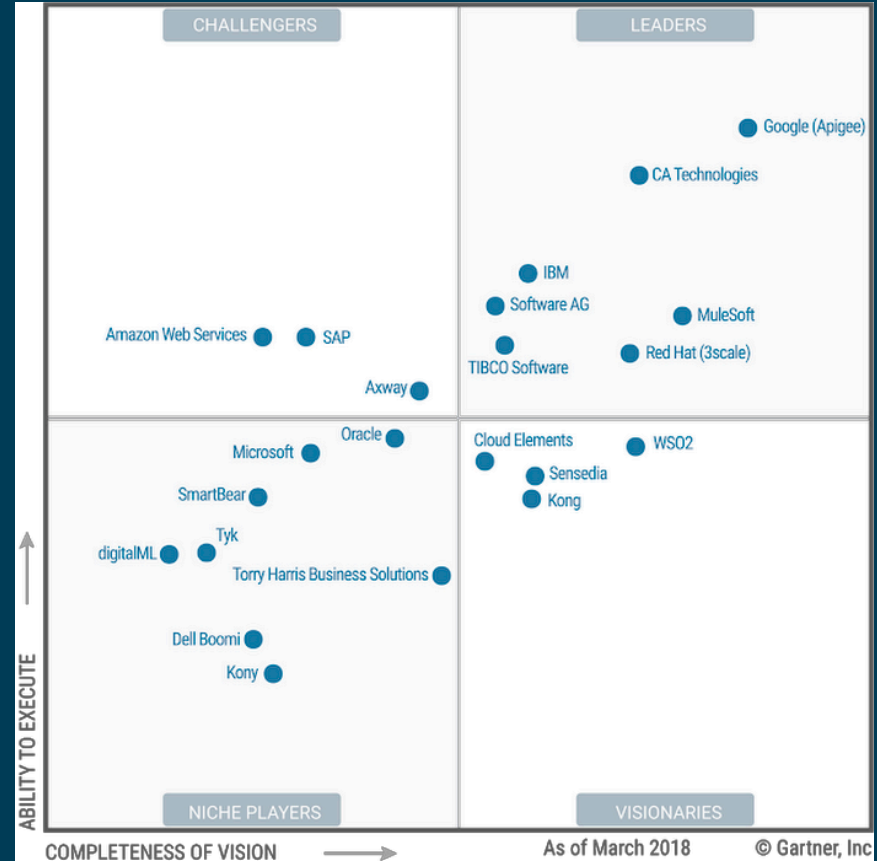 CHALLENGERS
LEADERS
Google (Apigee)
CA Technologies
IBM
Software AG
MuleSoft
Amazon Web Services
SAP
TIBCO Software
Red Hat (3scale)
Axway
Oracle
Microsoft
Cloud Elements
WSO2
Sensedia
Kong
SmartBear
Tyk
digitalML
Torry Harris Business Solutions
Dell Boomi
Kony
NICHE PLAYERS
VISIONARIES
ABILITY TO EXECUTE
COMPLETENESS OF VISION
As of March 2018
© Gartner, Inc